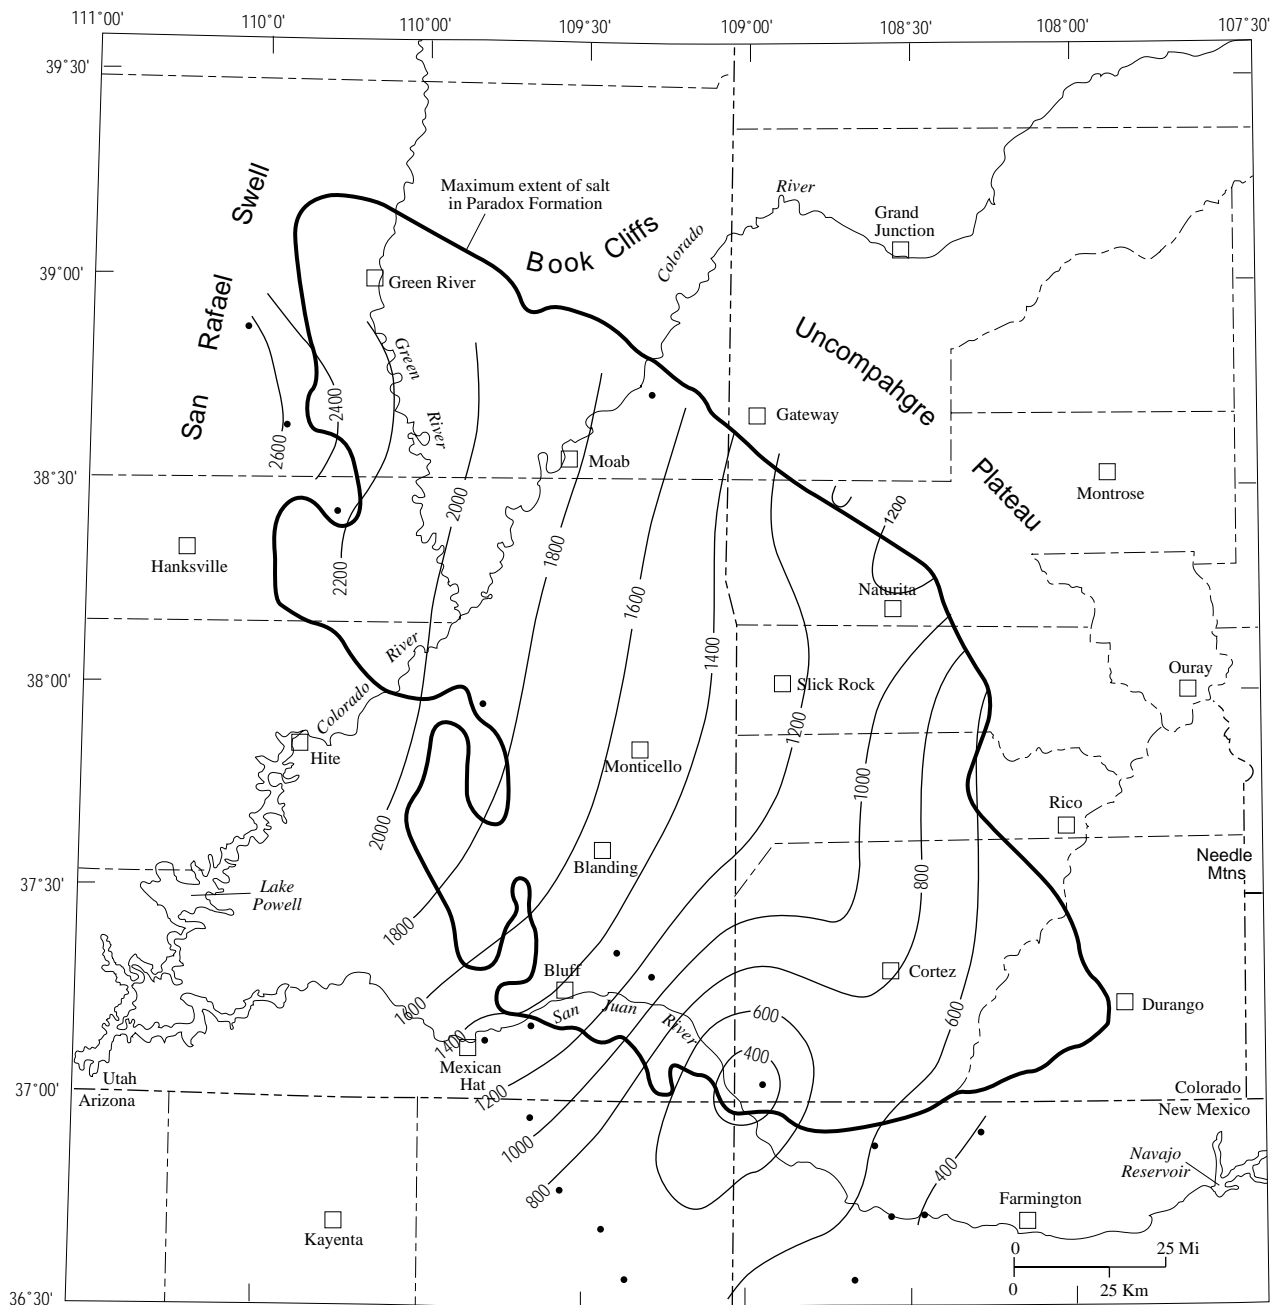 111°00'
110°0'
110°00'
109°,5'
109°00'
108°,5'
108°00'
107°,30'
39°,30'
Swell
Maximum extent of salt
in Paradox Formation
River
Grand
Junction
Book Cliffs
Colorado
39°00'
Green River
Rafael
San
Green
River
Uncompahgre
Plateau
Gateway
2400
2600
Moab
38°,5'
Montrose
2000
1200
1800
Hanksville
2200
1600
Naturita
1400
River
Colorado
38°00'
Slick Rock
Ouray
1200
Hite
Monticello
1000
Rico
2000
Blanding
800
Needle
Mtns
37°,5'
Lake
Powell
1800
Bluff
Cortez
San Juan River
Durango
1600
600
600
1400
400
Mexican
Hat
37°00'
Utah
Arizona
1200
Colorado
New Mexico
1000
Navajo
Reservoir
400
800
Farmington
Kayenta
0
25 Mi
0
25 Km
36°,30'